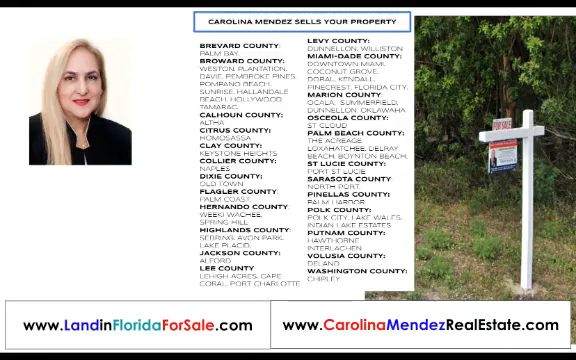 CAROLINA MENDEZ SELLS YOUR PROPERTY
BREVARD COUNTY:
PALM BAY,
BROWARD COUNTY:
WESTON, PLANTATION,
DAVIE, PEMBROKE PINES,
POMPANO BEACH,
SUNRISE, HALLANDALE
BEACH, HOLLYWOOD,
TAMARAC.
CALHOUN COUNTY:
ALTHA
CITRUS COUNTY:
HOMOSASSA
CLAY COUNTY:
KEYSTONE HEIGHTS
COLLIER COUNTY:
NAPLES
DIXIE COUNTY:
OLD TOWN
FLAGLER COUNTY:
PALM COAST,
HERNANDO COUNTY:
WEEKI WACHEE,
SPRING HILL
HIGHLANDS COUNTY:
SEBRING, AVON PARK,
LAKE PLACID,
JACKSON COUNTY:
ALFORD
LEE COUNTY
LEHIGH ACRES, CAPE
CORAL, PORT CHARLOTTE
LEVY COUNTY:
DUNNELLON, WILLISTON
MIAMI-DADE COUNTY:
DOWNTOWN MIAMI,
COCONUT GROVE,
DORAL, KENDALL,
PINECREST, FLORIDA CITY,
MARION COUNTY
OCALA, SUMMERFIELD,
DUNNELLON, OKLAWAHA
OSCEOLA COUNTY:
ST CLOUD
PALM BEACH COUNTY:
THE ACREAGE
LOXAHATCHEE, DELRAY
BEACH, BOYNTON BEACH,
ST LUCIE COUNTY:
PORT ST LUCIE
SARASOTA COUNTY
NORTH PORT,
PINELLAS COUNTY:
PALM HARBOR
POLK COUNTY:
POLK CITY, LAKE WALES,
INDIAN LAKE ESTATES
PUTNAM COUNTY:
HAWTHORNE
INTERLACHEN
VOLUSIA COUNTY:
DELAND
WASHINGTON COUNTY:
CHIPLEY
FOR SALE
www.LandinFloridaForSale.com
www.CarolinaMendezRealEstate.com